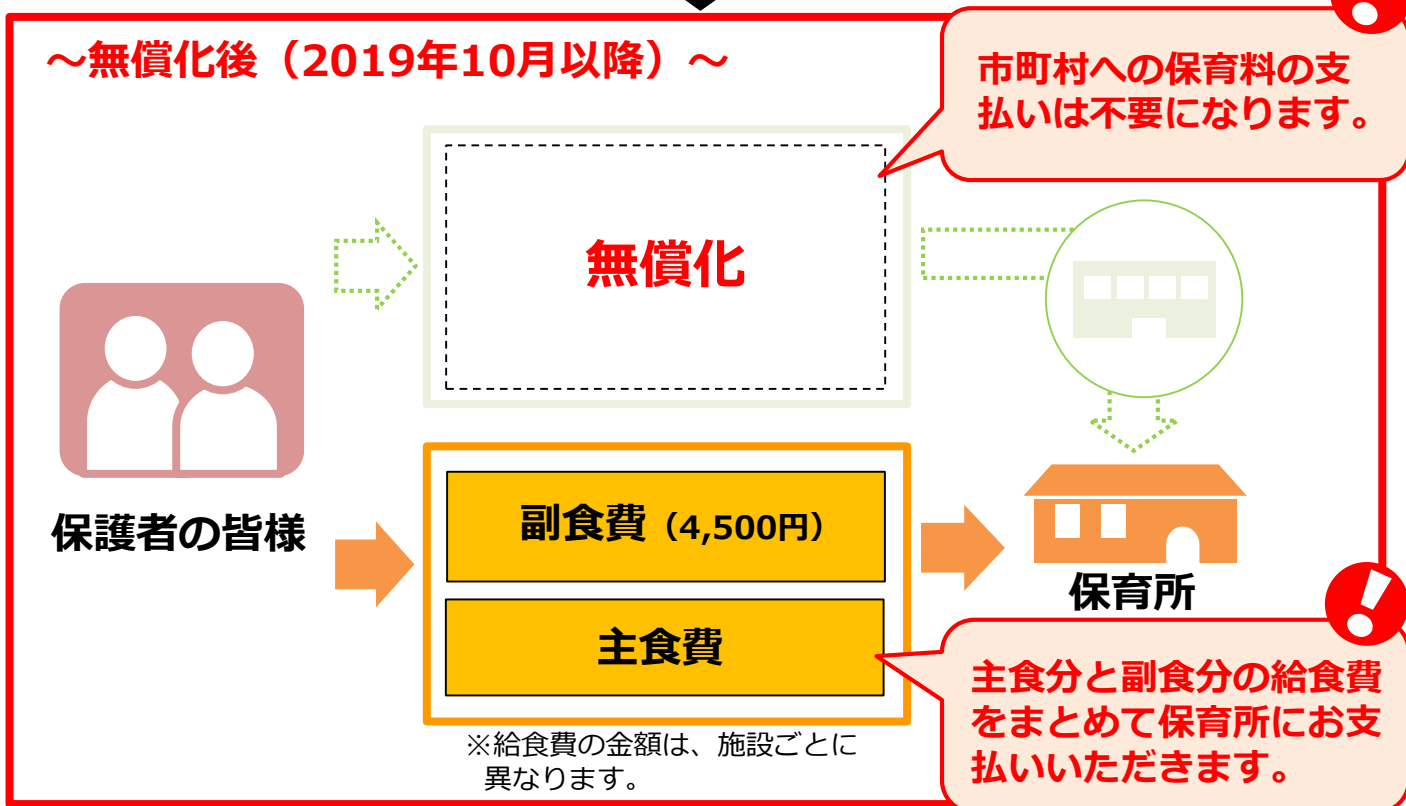 ~無償化後（2019年10月以降）~
市町村への保育料の支
払いは不要になります。
無償化
保護者の皆様
副食費（4,500円）
主食費
保育所
※給食費の金額は、施設ごとに
異なります。
主食分と副食分の給食費
をまとめて保育所にお支
払いいただきます。